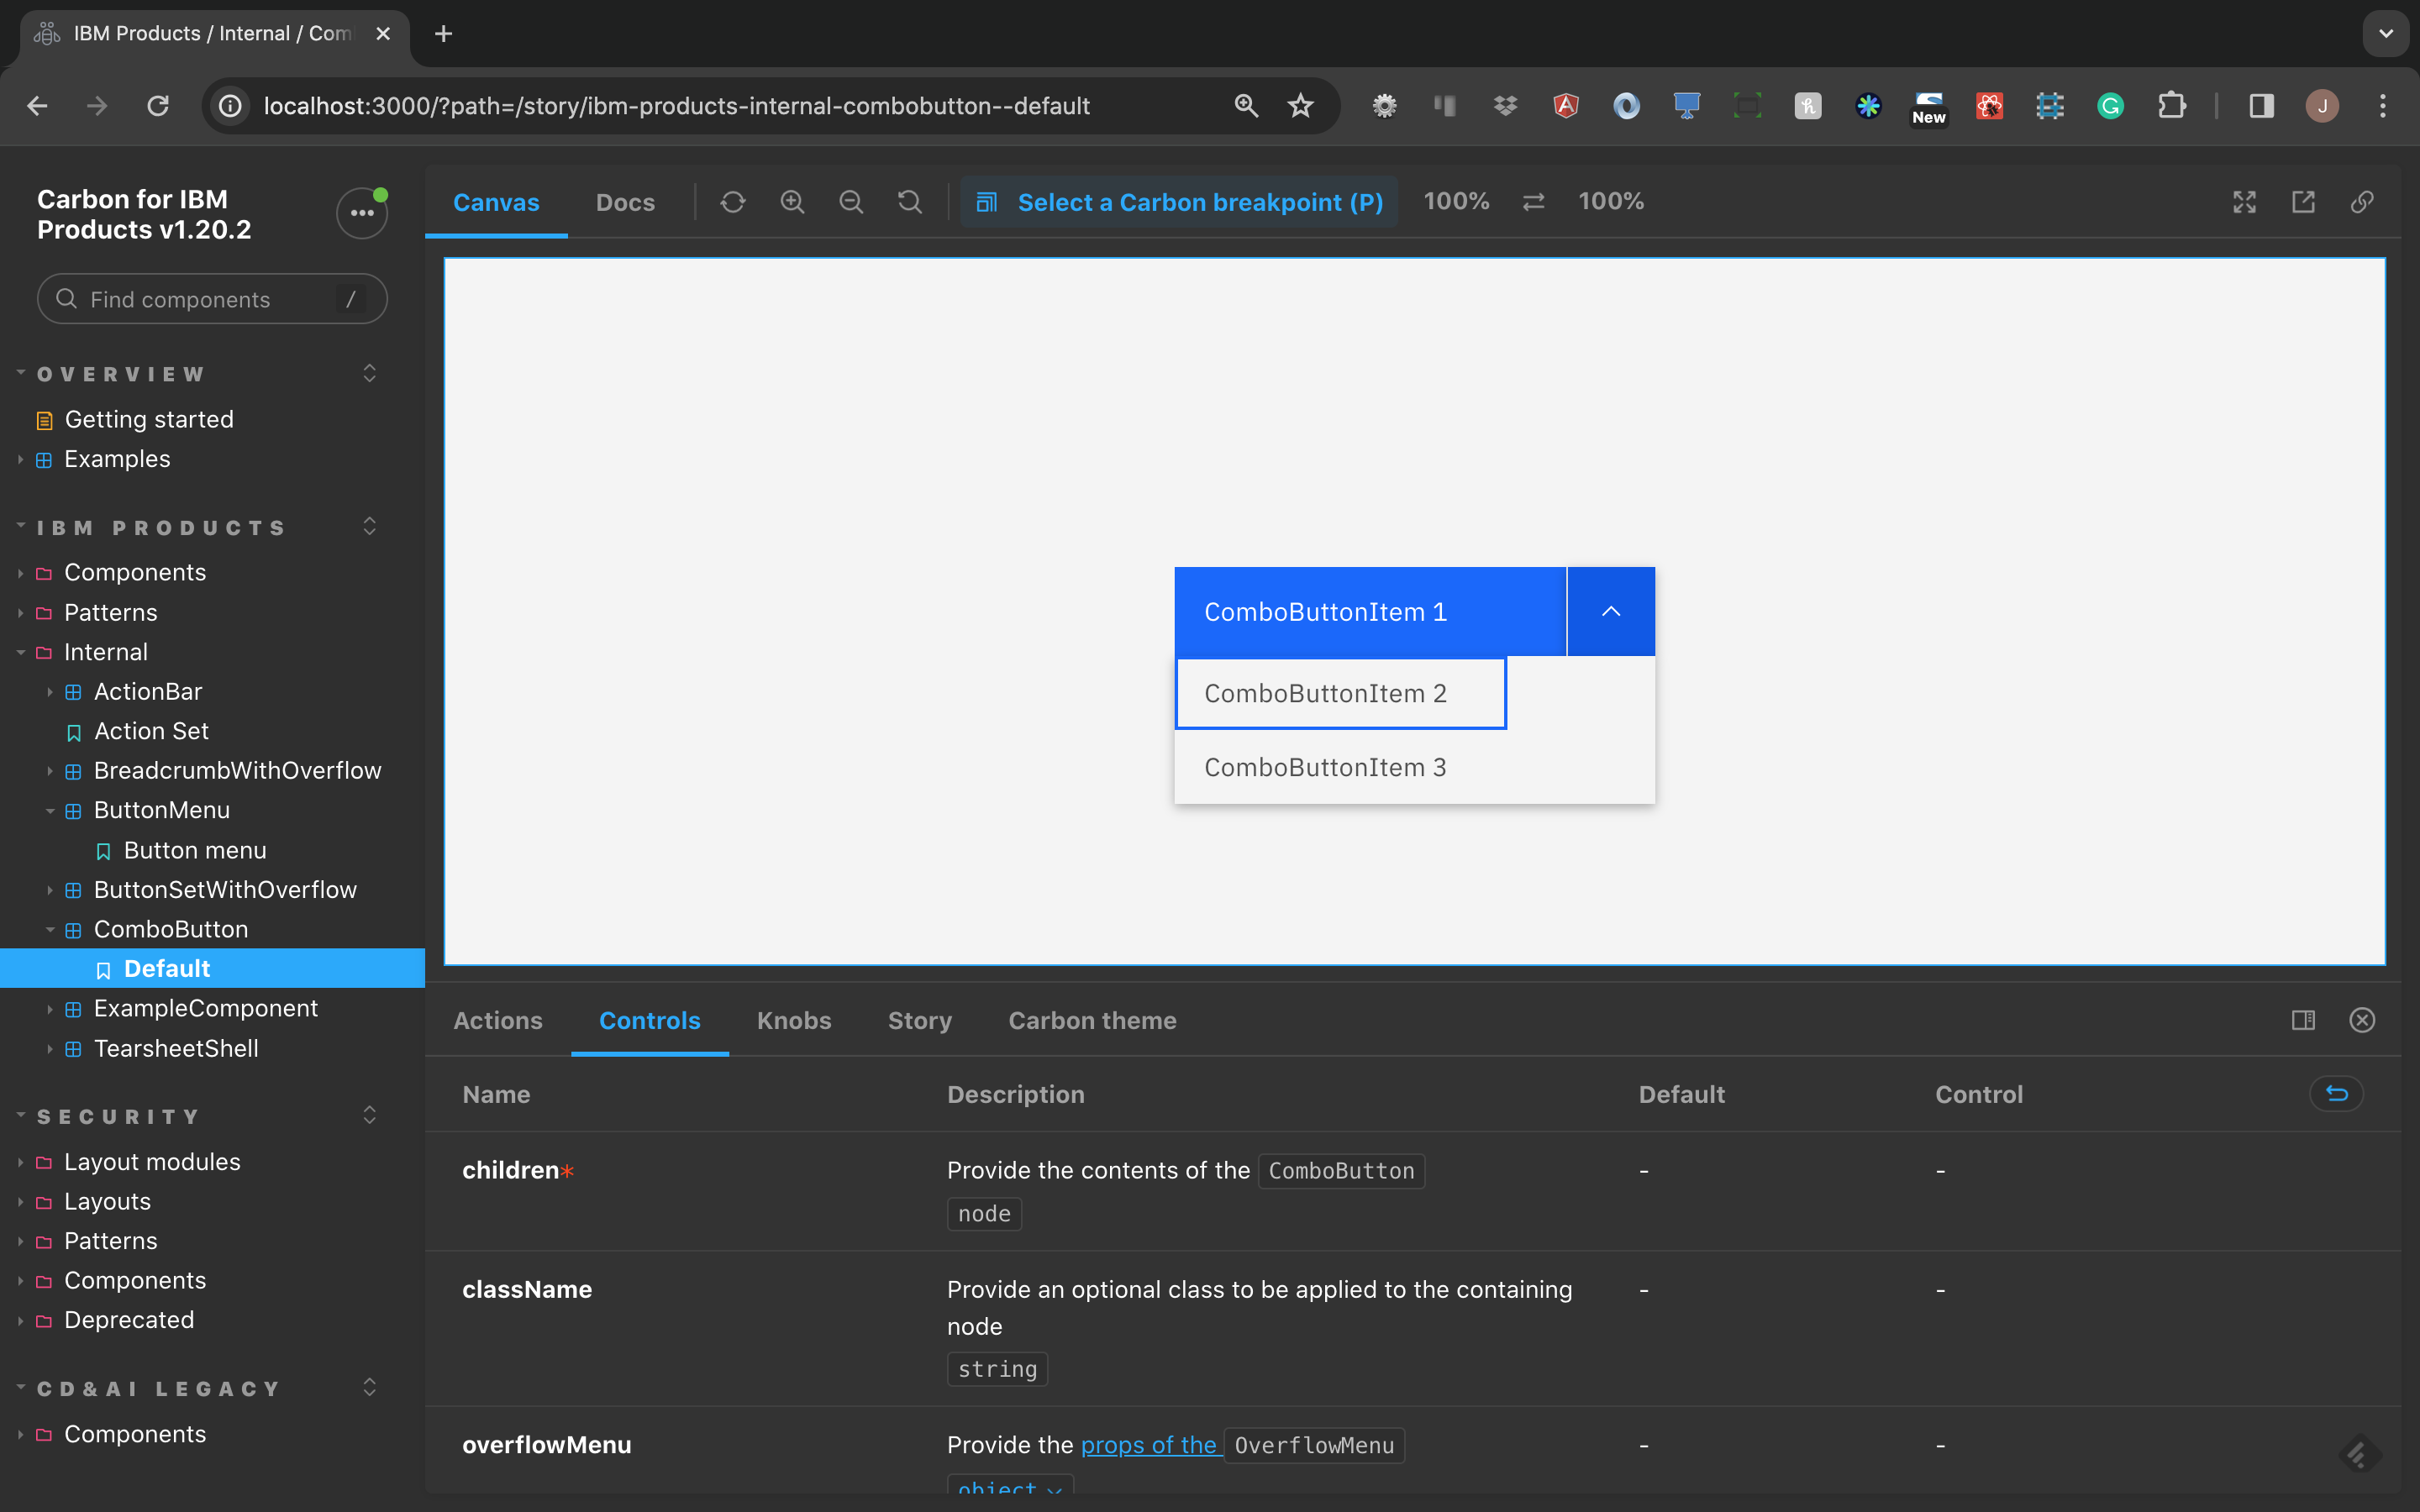 IBM Products / Internal / Com
localhost:3000/?path=/story/ibm-products-internal-combobutton--default
New
J
Carbon for IBM
Products v1.20.2
Find components /
OVERVIEW
Getting started
Examples
IBM PRODUCTS
Components
Patterns
Internal
ActionBar
Action Set
BreadcrumbWithOverflow
ButtonMenu
Button menu
ButtonSetWithOverflow
ComboButton
Default
ExampleComponent
TearsheetShell
SECURITY
Layout modules
Layouts
Patterns
Components
Deprecated
CD&AI LEGACY
Components
Canvas Docs Select a Carbon breakpoint (P) 100% 100%
ComboButtonItem 1
ComboButtonItem 2
ComboButtonItem 3
Actions Controls Knobs Story Carbon theme
Name Description Default Control
children* Provide the contents of the ComboButton - -
node
className Provide an optional class to be applied to the containing - -
node
string
overflowMenu Provide the props of the OverflowMenu - -
object